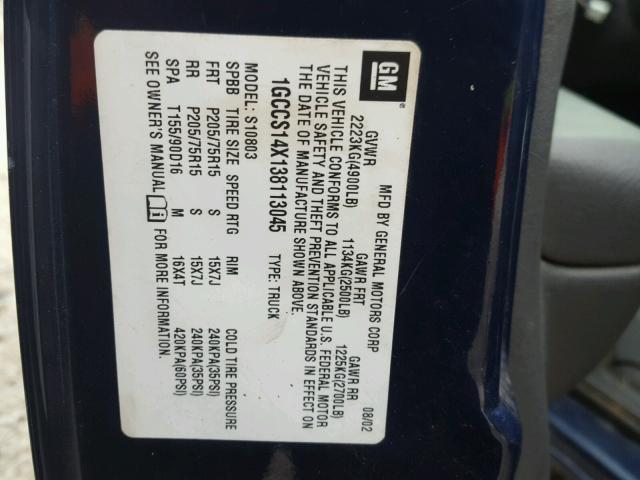 GM
MFD BY GENERAL MOTORS CORP 08/02
GVWR GAWR FRT GAWR RR
2223KG(4900LB) 1134KG(2500LB) 1225KG(2700LB)
THIS VEHICLE CONFORMS TO ALL APPLICABLE U.S. FEDERAL MOTOR
VEHICLE SAFETY AND THEFT PREVENTION STANDARDS IN EFFECT ON
THE DATE OF MANUFACTURE SHOWN ABOVE.
1GCCS14X138113045 TYPE: TRUCK
MODEL: S10803
SPBB TIRE SIZE SPEED RTG RIM COLD TIRE PRESSURE
FRT P205/75R15 S 15X7J 240KPA(35PSI)
RR P205/75R15 S 15X7J 240KPA(35PSI)
SPA T155/90D16 M 16X4T 420KPA(60PSI)
SEE OWNER'S MANUAL FOR MORE INFORMATION.